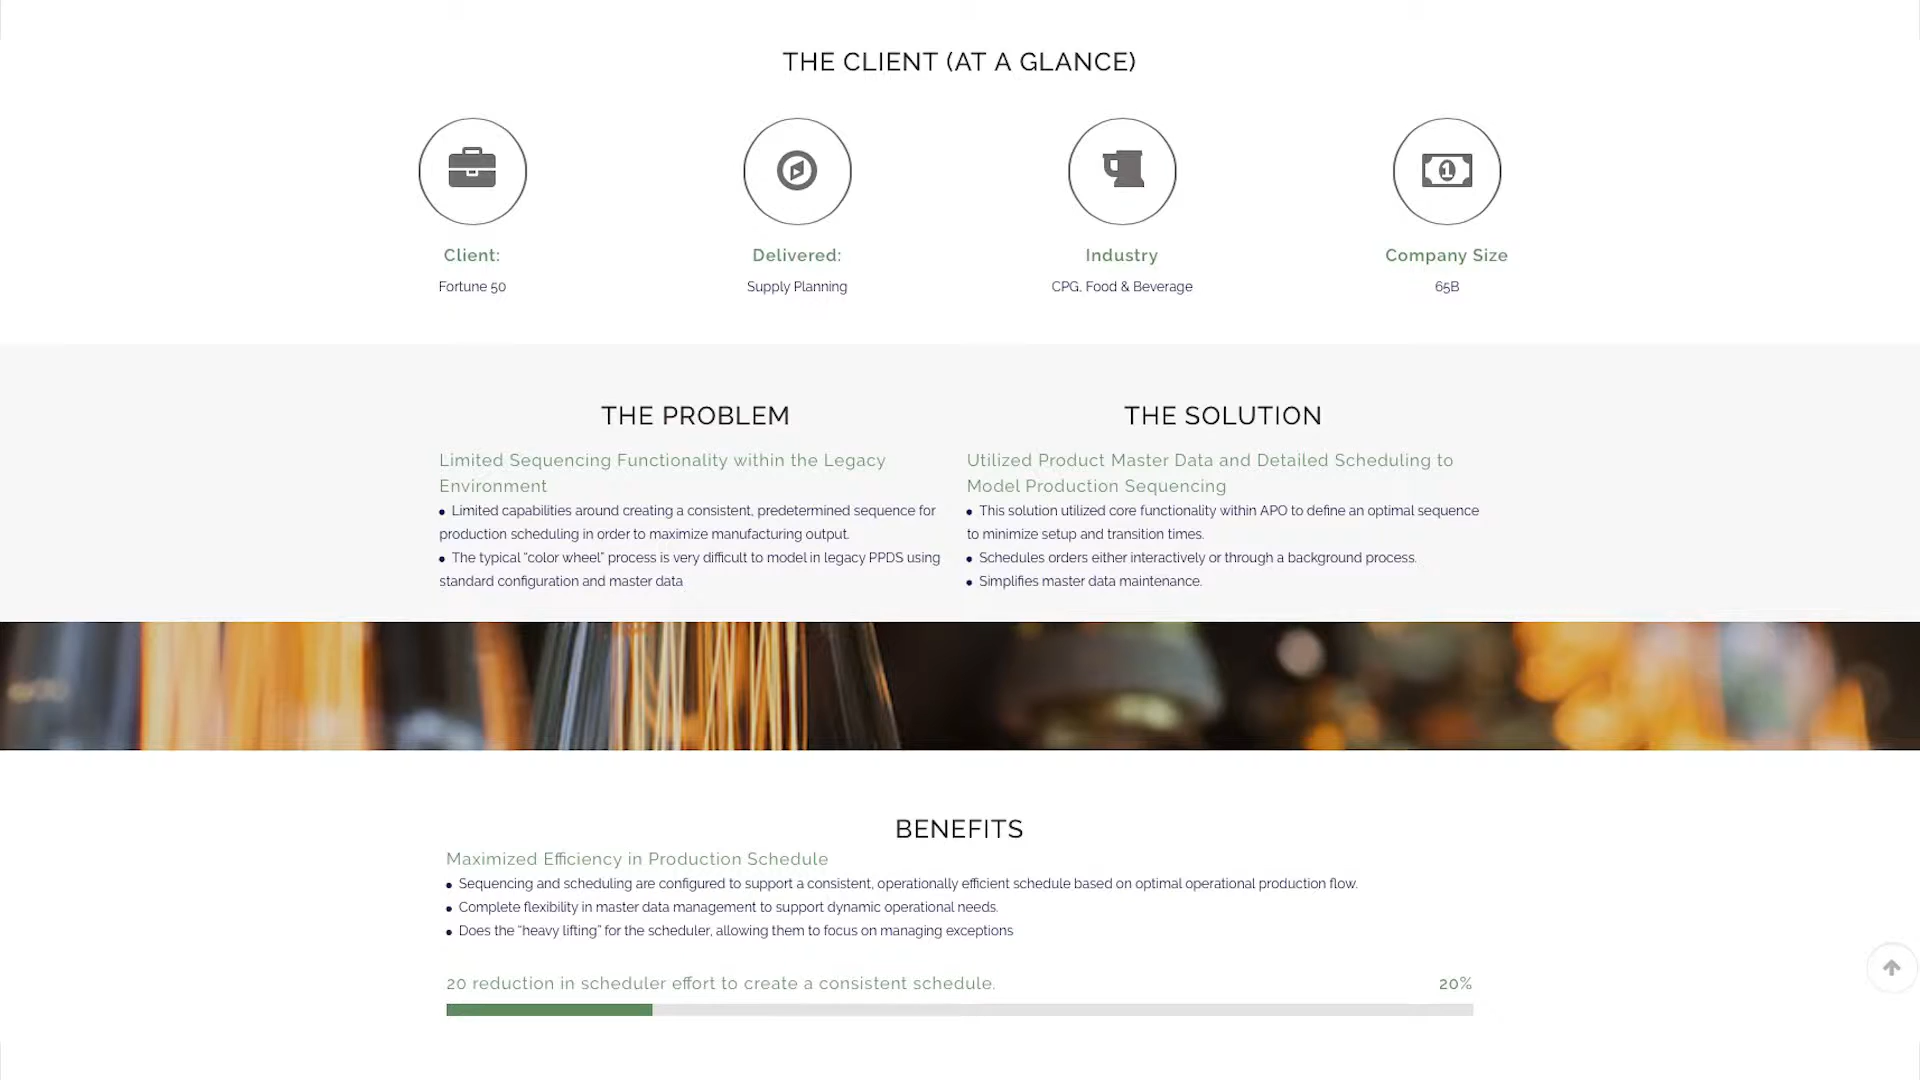 THE CLIENT (AT A GLANCE)
Client:
Fortune 50
Delivered:
Supply Planning
Industry
CPG, Food & Beverage
Company Size
65B
THE PROBLEM
Limited Sequencing Functionality within the Legacy
Environment
• Limited capabilities around creating a consistent, predetermined sequence for
production scheduling in order to maximize manufacturing output.
• The typical “color wheel” process is very difficult to model in legacy PPDS using
standard configuration and master data
THE SOLUTION
Utilized Product Master Data and Detailed Scheduling to
Model Production Sequencing
• This solution utilized core functionality within APO to define an optimal sequence
to minimize setup and transition times.
• Schedules orders either interactively or through a background process.
• Simplifies master data maintenance.
BENEFITS
Maximized Efficiency in Production Schedule
• Sequencing and scheduling are configured to support a consistent, operationally efficient schedule based on optimal operational production flow.
• Complete flexibility in master data management to support dynamic operational needs.
• Does the “heavy lifting” for the scheduler, allowing them to focus on managing exceptions
20 reduction in scheduler effort to create a consistent schedule. 20%